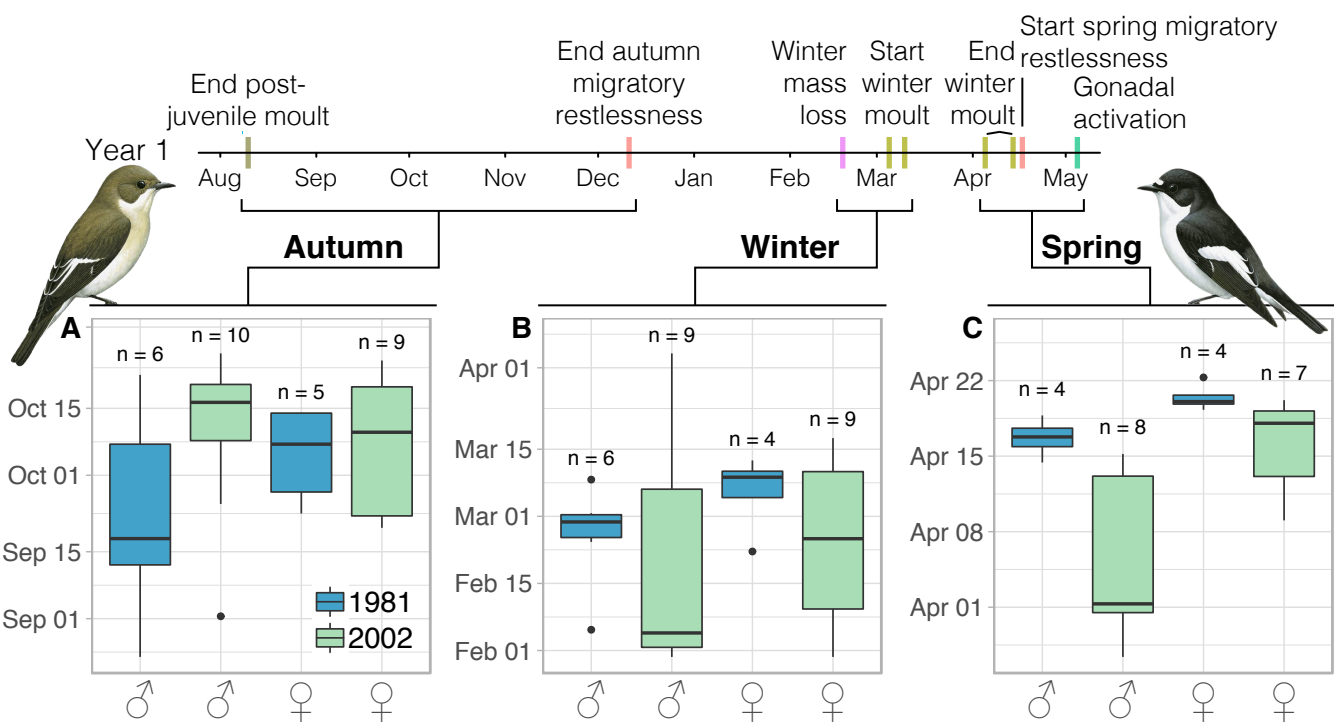 Start spring migratory
restlessness
End autumn
migratory
restlessness
Winter
mass
loss
Start
winter
moult
End
winter
moult
End post-
juvenile moult
Gonadal
activation
Year 1
Aug Sep Oct Nov Dec Jan Feb Mar Apr May
Autumn Winter Spring
A
n = 6
n = 10
n = 5
n = 9
Oct 15
Oct 01
Sep 15
Sep 01
1981
2002
♂ ♂ ♀ ♀
B
n = 6
n = 9
n = 4
n = 9
Apr 01
Mar 15
Mar 01
Feb 15
Feb 01
♂ ♂ ♀ ♀
C
n = 4
n = 8
n = 4
n = 7
Apr 22
Apr 15
Apr 08
Apr 01
♂ ♂ ♀ ♀